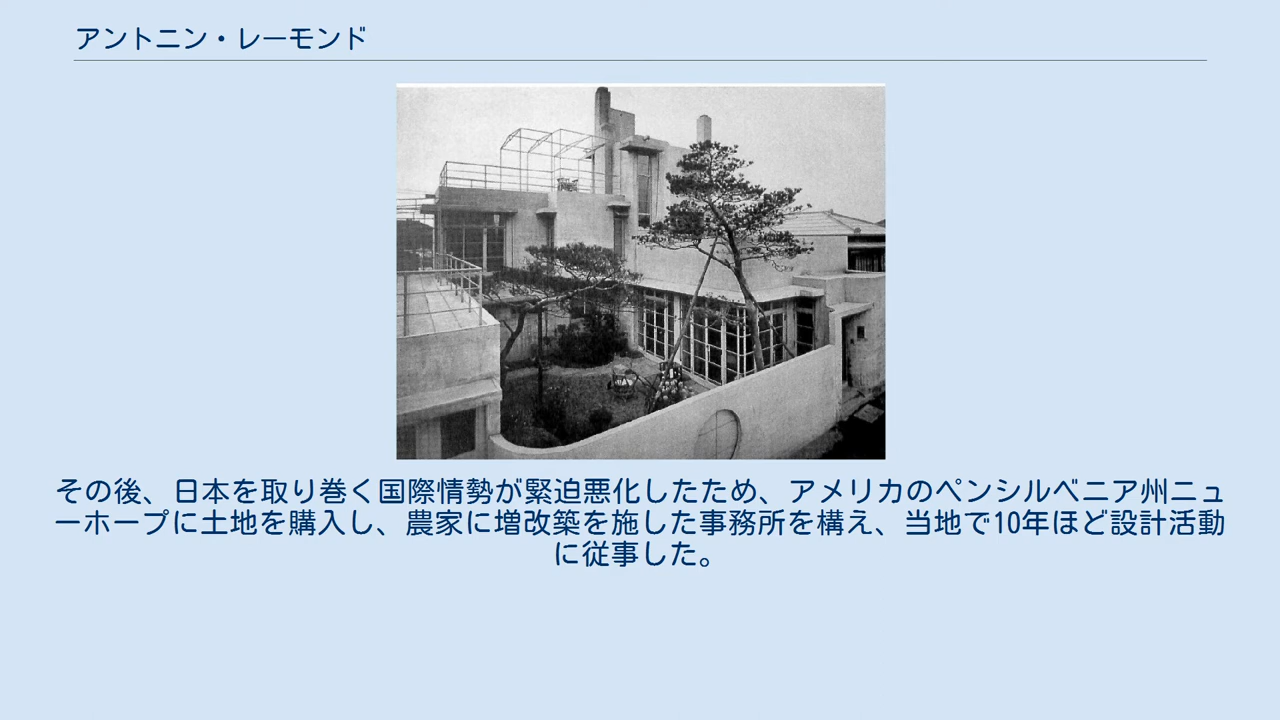 アントニン・レーモンド
その後、日本を取り巻く国際情勢が緊迫悪化したため、アメリカのペンシルベニア州ニュ
ーホープに土地を購入し、農家に増改築を施した事務所を構え、当地で10年ほど設計活動
に従事した。